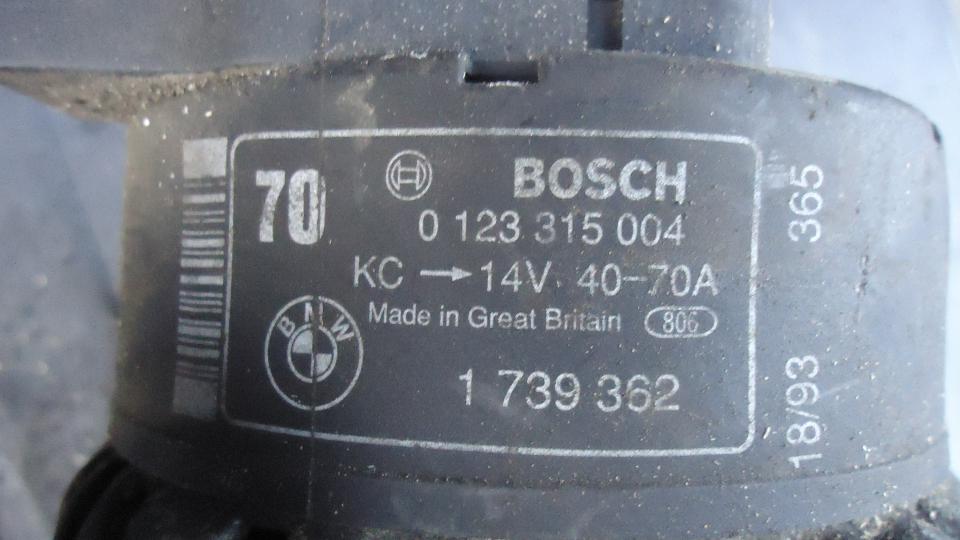 70
BOSCH
0 123 315 004
KC → 14V 40-70A
Made in Great Britain 806
BMW
1 739 362
18/93 365